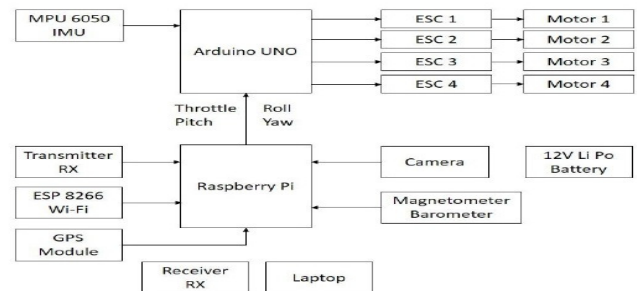 MPU 6050
IMU
Arduino UNO
ESC 1
Motor 1
ESC 2
Motor 2
ESC 3
Motor 3
ESC 4
Motor 4
Throttle Roll
Pitch Yaw
Transmitter
RX
Raspberry Pi
Camera
12V Li Po
Battery
ESP 8266
Wi-Fi
Magnetometer
Barometer
GPS
Module
Receiver
RX
Laptop